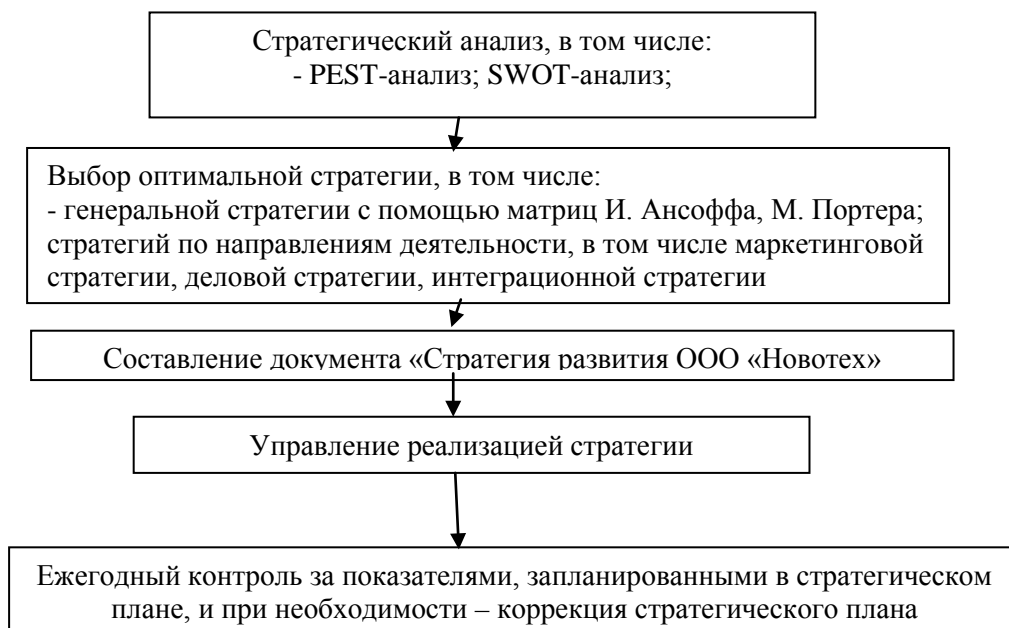 Стратегический анализ, в том числе:
- PEST-анализ; SWOT-анализ;
Выбор оптимальной стратегии, в том числе:
- генеральной стратегии с помощью матриц И. Ансоффа, М. Портера;
стратегий по направлениям деятельности, в том числе маркетинговой
стратегии, деловой стратегии, интеграционной стратегии
Составление документа «Стратегия развития ООО «Новотех»
Управление реализацией стратегии
Ежегодный контроль за показателями, запланированными в стратегическом
плане, и при необходимости – коррекция стратегического плана